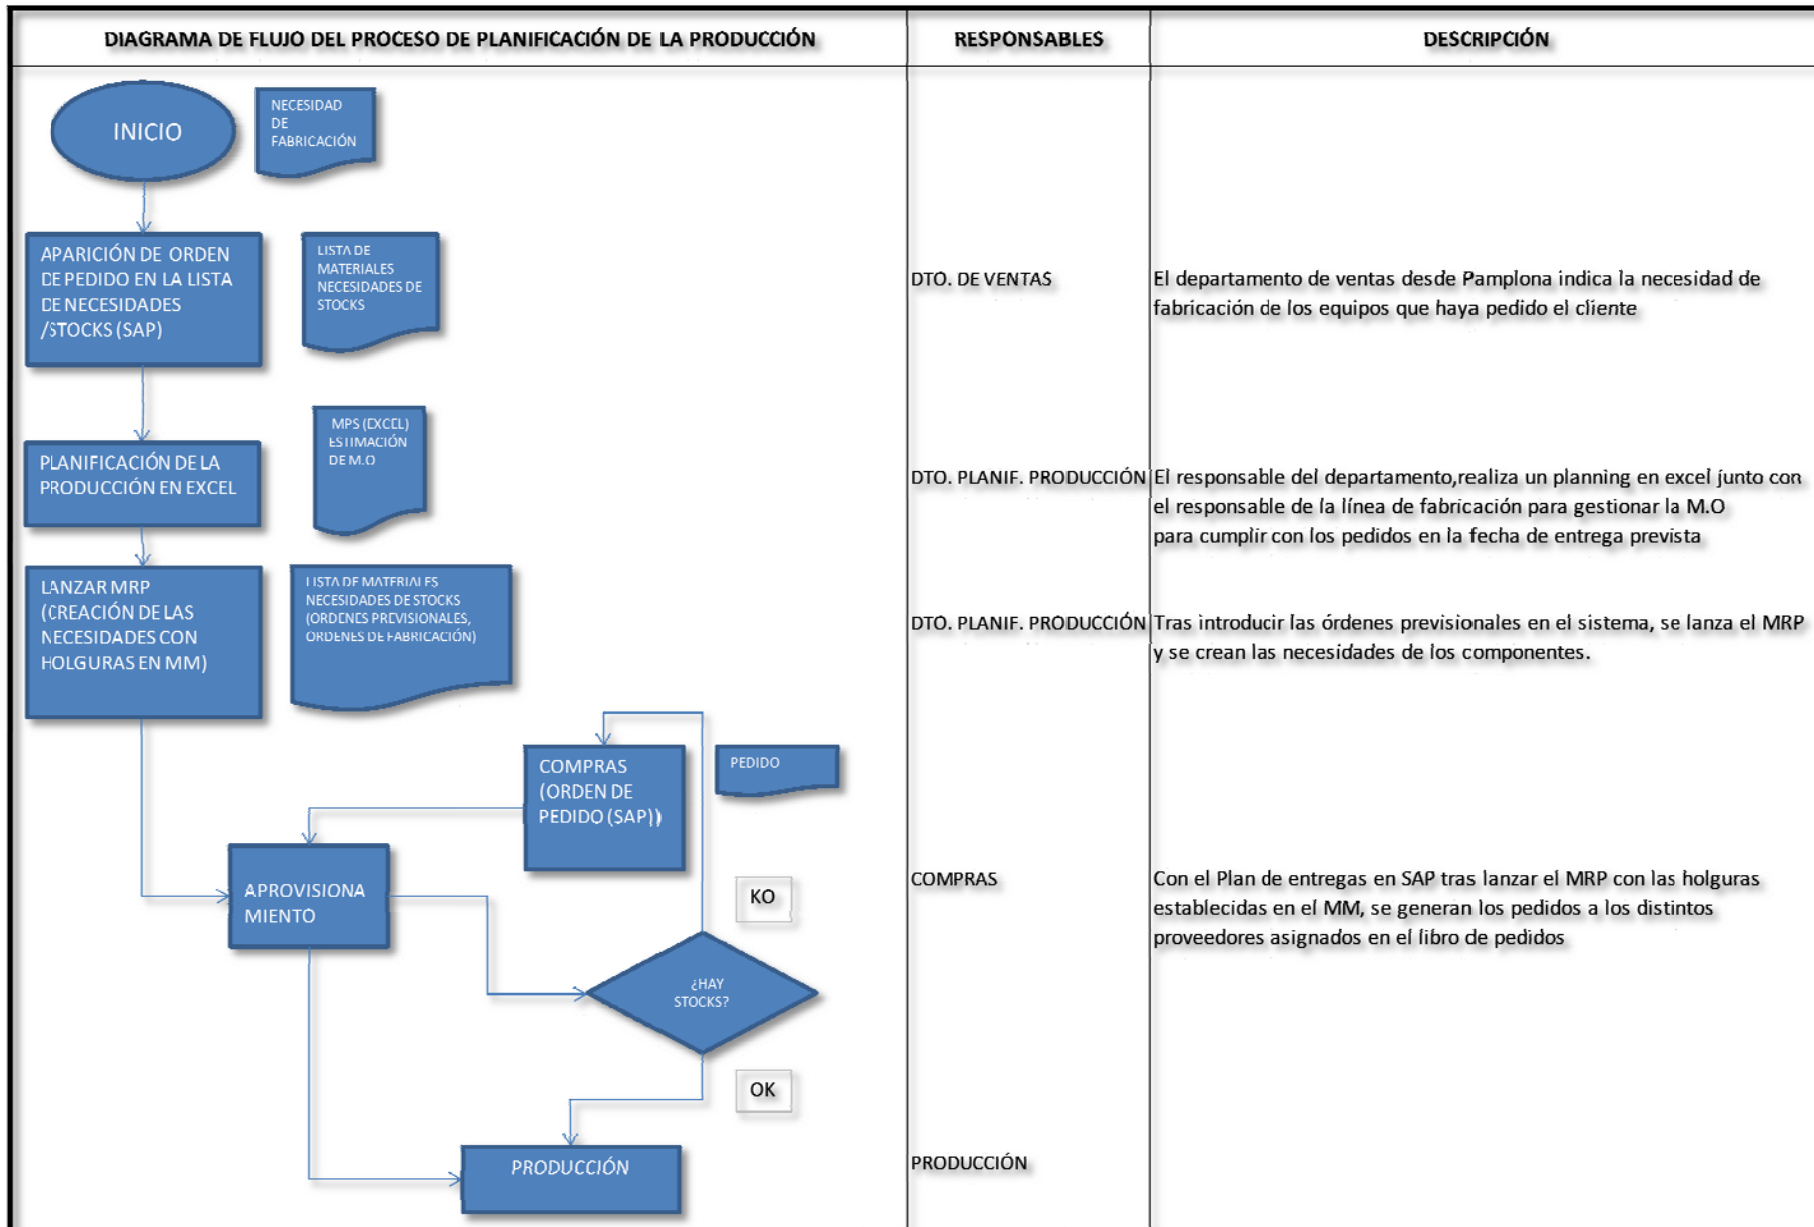 DIAGRAMA DE FLUJO DEL PROCESO DE PLANIFICACIÓN DE LA PRODUCCIÓN
RESPONSABLES
DESCRIPCIÓN
INICIO
NECESIDAD
DE
FABRICACIÓN
APARICIÓN DE ORDEN
DE PEDIDO EN LA LISTA
DE NECESIDADES
/STOCKS (SAP)
LISTA DE
MATERIALES
NECESIDADES DE
STOCKS
DTO. DE VENTAS
El departamento de ventas desde Pamplona indica la necesidad de
fabricación de los equipos que haya pedido el cliente
PLANIFICACIÓN DE LA
PRODUCCIÓN EN EXCEL
MPS (EXCEL)
ESTIMACIÓN
DE M.O
DTO. PLANIF. PRODUCCIÓN
El responsable del departamento,realiza un planning en excel junto con
el responsable de la línea de fabricación para gestionar la M.O
para cumplir con los pedidos en la fecha de entrega prevista
LANZAR MRP
(CREACIÓN DE LAS
NECESIDADES CON
HOLGURAS EN MM)
LISTA DE MATERIALES
NECESIDADES DE STOCKS
(ORDENES PREVISIONALES,
ORDENES DE FABRICACIÓN)
DTO. PLANIF. PRODUCCIÓN
Tras introducir las órdenes previsionales en el sistema, se lanza el MRP
y se crean las necesidades de los componentes.
COMPRAS
(ORDEN DE
PEDIDO (SAP))
PEDIDO
APROVISIONA
MIENTO
KO
COMPRAS
Con el Plan de entregas en SAP tras lanzar el MRP con las holguras
establecidas en el MM, se generan los pedidos a los distintos
proveedores asignados en el libro de pedidos
¿HAY
STOCKS?
OK
PRODUCCIÓN
PRODUCCIÓN